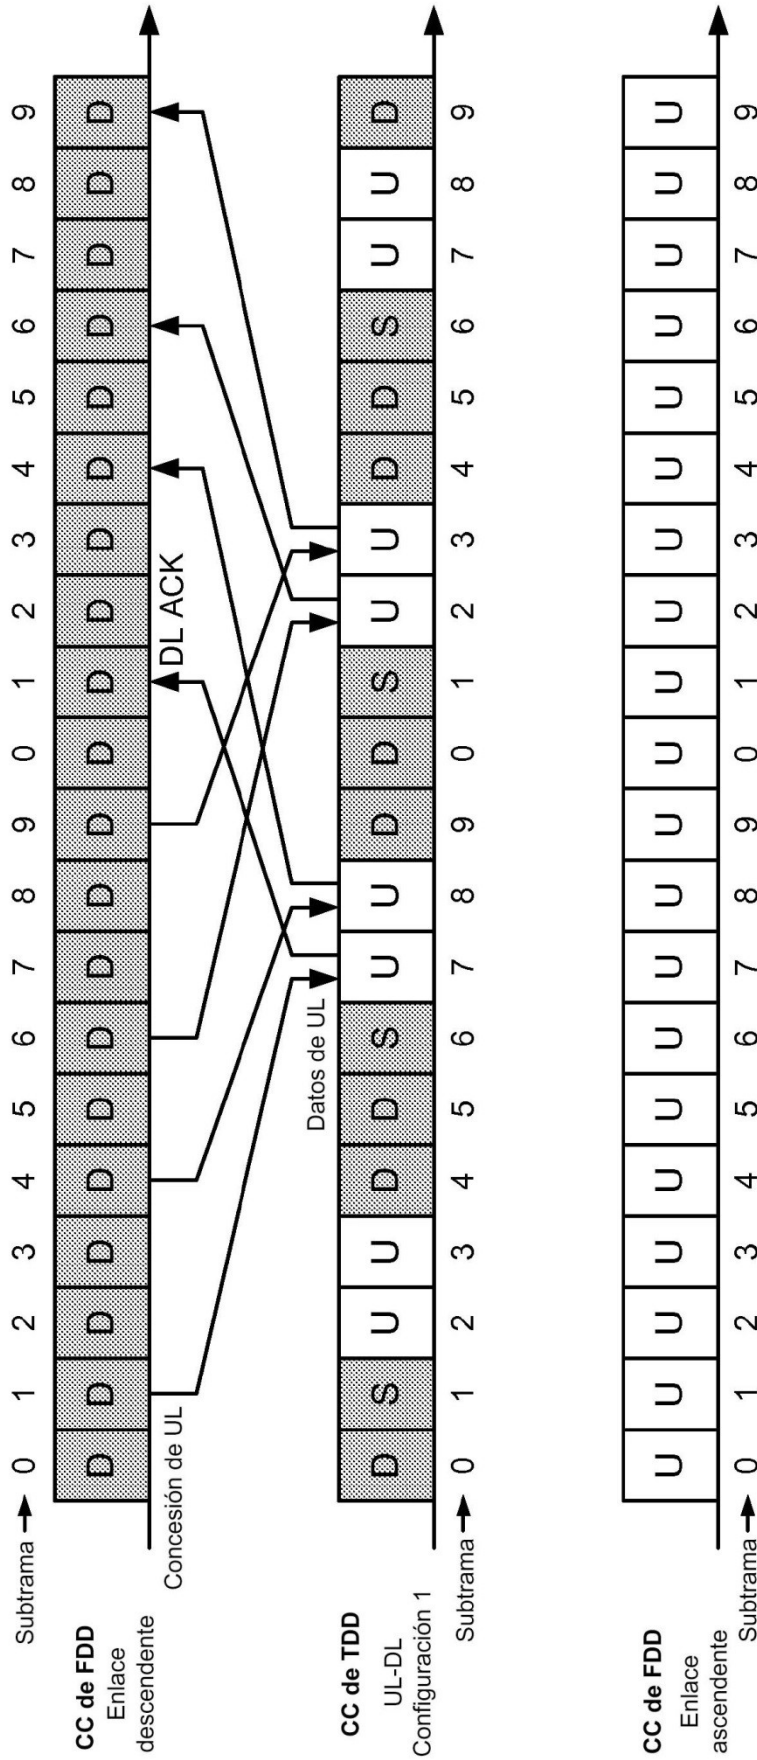 Subtrama
0 1 2 3 4 5 6 7 8 9 0 1 2 3 4 5 6 7 8 9
CC de FDD
Enlace
descendente
D D D D D D D D D D D D D D D D D D D D
Concesión de UL
DL ACK
Datos de UL
CC de TDD
UL-DL
Configuración 1
D S U U D D S U U D D S U U D D S U U D
Subtrama
0 1 2 3 4 5 6 7 8 9 0 1 2 3 4 5 6 7 8 9
CC de FDD
Enlace
ascendente
U U U U U U U U U U U U U U U U U U U U
Subtrama
0 1 2 3 4 5 6 7 8 9 0 1 2 3 4 5 6 7 8 9